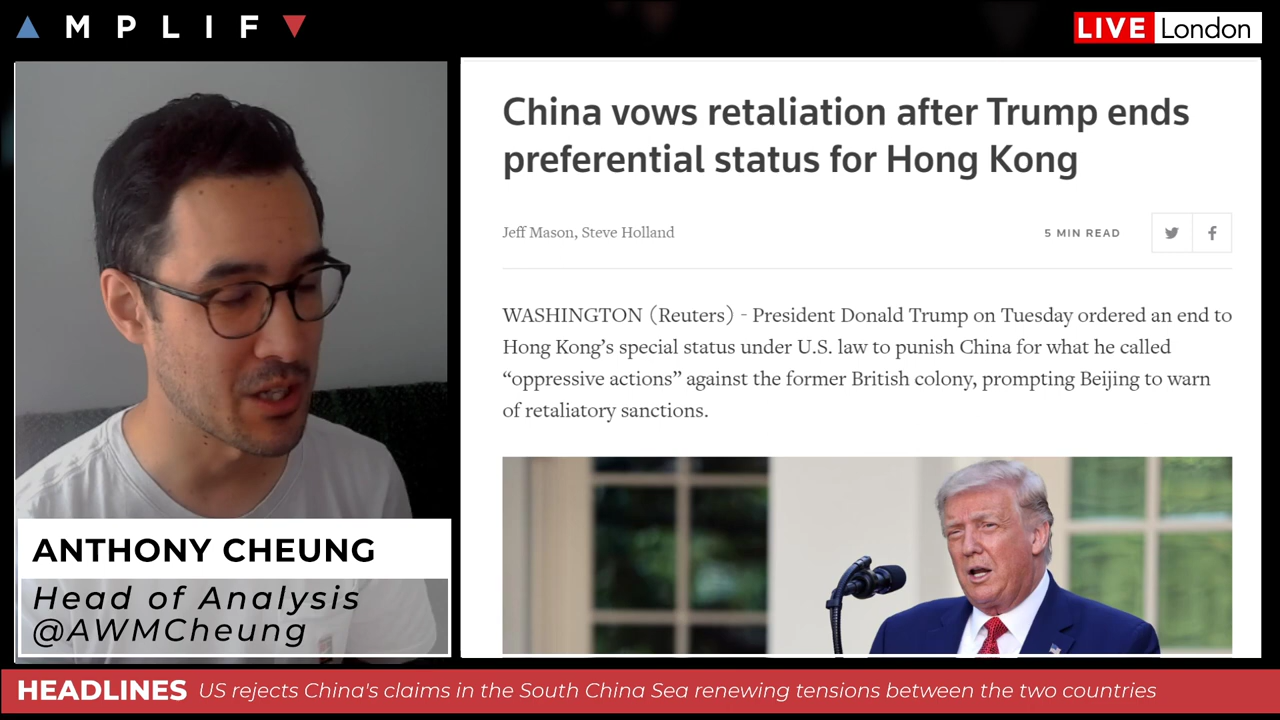 AMPLIFY
LIVE London
China vows retaliation after Trump ends
preferential status for Hong Kong
Jeff Mason, Steve Holland
5 MIN READ
WASHINGTON (Reuters) - President Donald Trump on Tuesday ordered an end to
Hong Kong’s special status under U.S. law to punish China for what he called
“oppressive actions” against the former British colony, prompting Beijing to warn
of retaliatory sanctions.
ANTHONY CHEUNG
Head of Analysis
@AWMCheung
HEADLINES US rejects China's claims in the South China Sea renewing tensions between the two countries